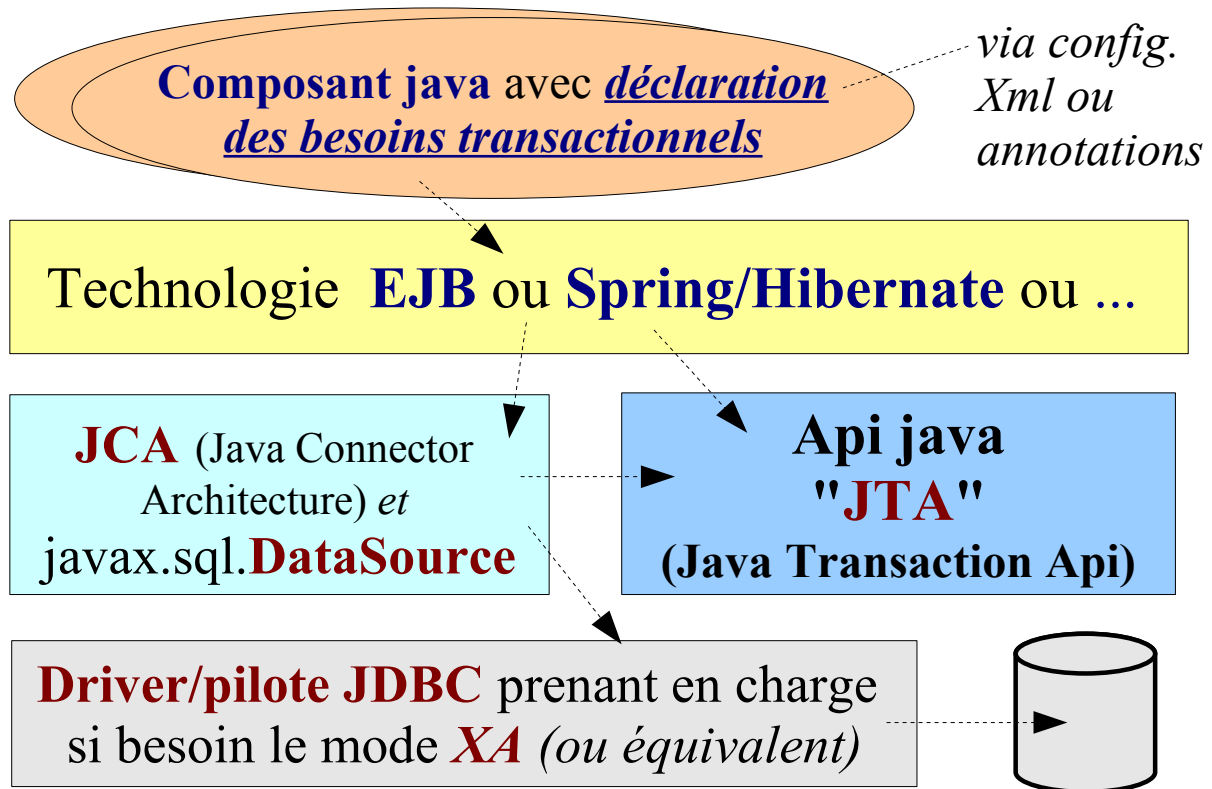 Composant java avec déclaration
des besoins transactionnels
via config.
Xml ou
annotations
Technologie EJB ou Spring/Hibernate ou ...
JCA (Java Connector
Architecture) et
javax.sql.DataSource
Api java
"JTA"
(Java Transaction Api)
Driver/pilote JDBC prenant en charge
si besoin le mode XA (ou équivalent)